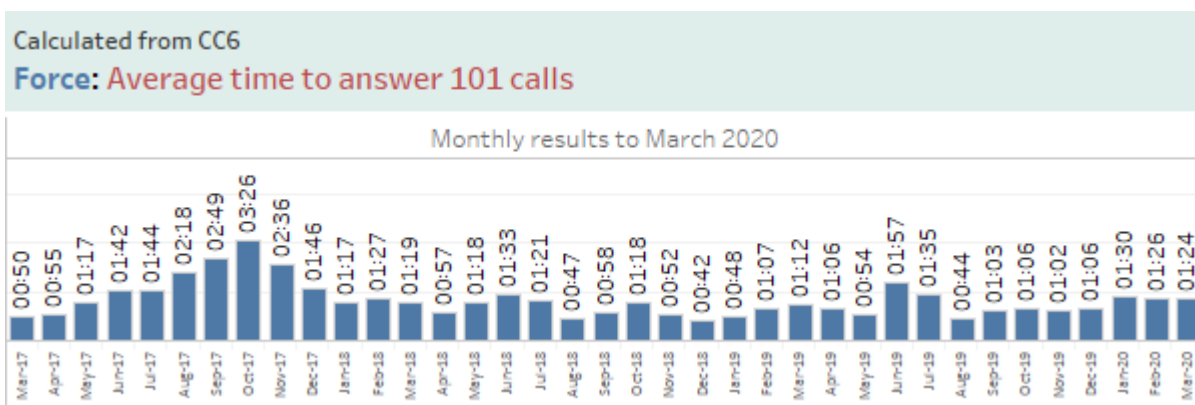 Calculated from CC6
Force: Average time to answer 101 calls
Monthly results to March 2020
00:50 00:55 01:17 01:42 01:44 02:18 02:49 03:26 02:36 01:46 01:17 01:27 01:19 00:57 01:18 01:33 01:21 00:47 00:58 01:18 00:52 00:42 00:48 01:07 01:12 01:06 00:54 01:57 01:35 00:44 01:03 01:06 01:02 01:06 01:30 01:26 01:24
Mar-17 Apr-17 May-17 Jun-17 Jul-17 Aug-17 Sep-17 Oct-17 Nov-17 Dec-17 Jan-18 Feb-18 Mar-18 Apr-18 May-18 Jun-18 Jul-18 Aug-18 Sep-18 Oct-18 Nov-18 Dec-18 Jan-19 Feb-19 Mar-19 Apr-19 May-19 Jun-19 Jul-19 Aug-19 Sep-19 Oct-19 Nov-19 Dec-19 Jan-20 Feb-20 Mar-20